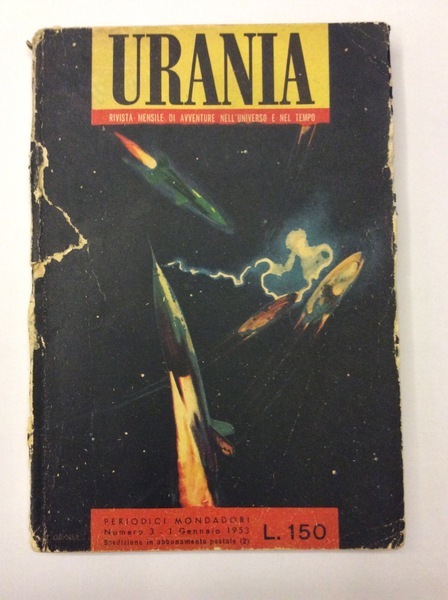 URANIA
RIVISTA MENSILE DI AVVENTURE NELL'UNIVERSO E NEL TEMPO
PERIODICI MONDADORI
Numero 3 - 1 Gennaio 1953
Spedizione in abbonamento postale (2)
L. 150